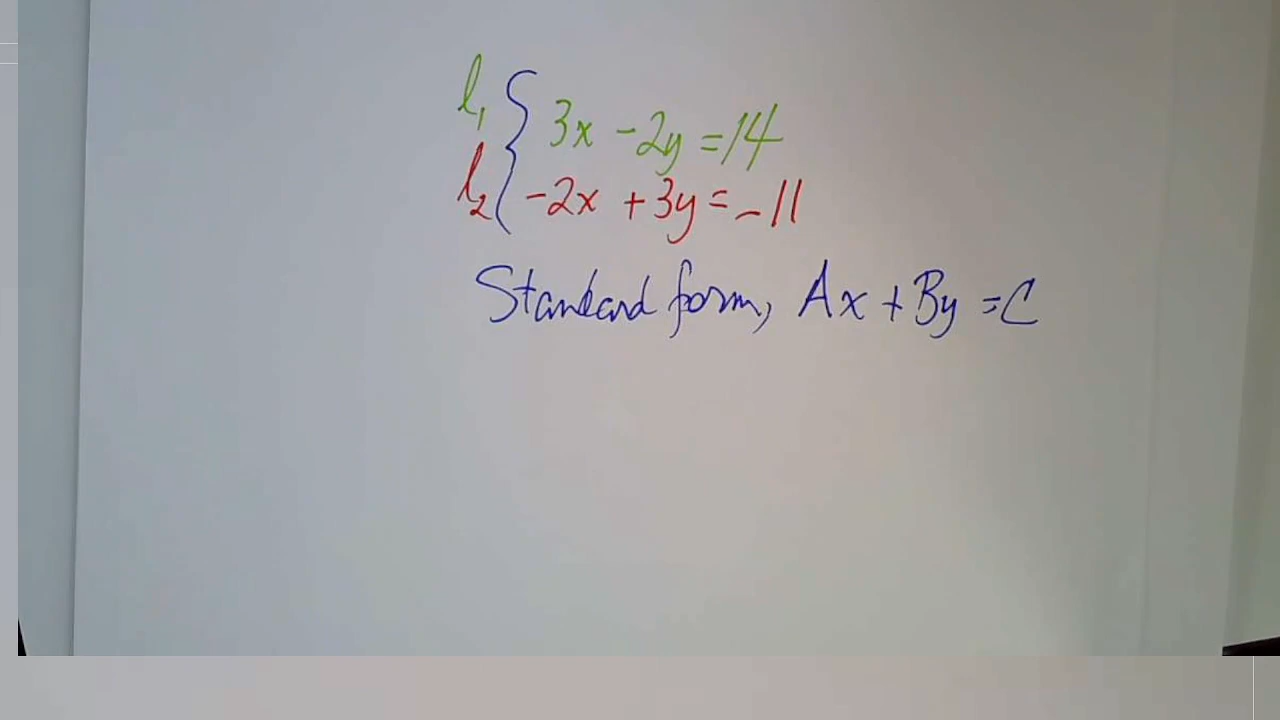 l₁ { 3x - 2y = 14
l₂ -2x + 3y = -11
Standard form, Ax + By = C